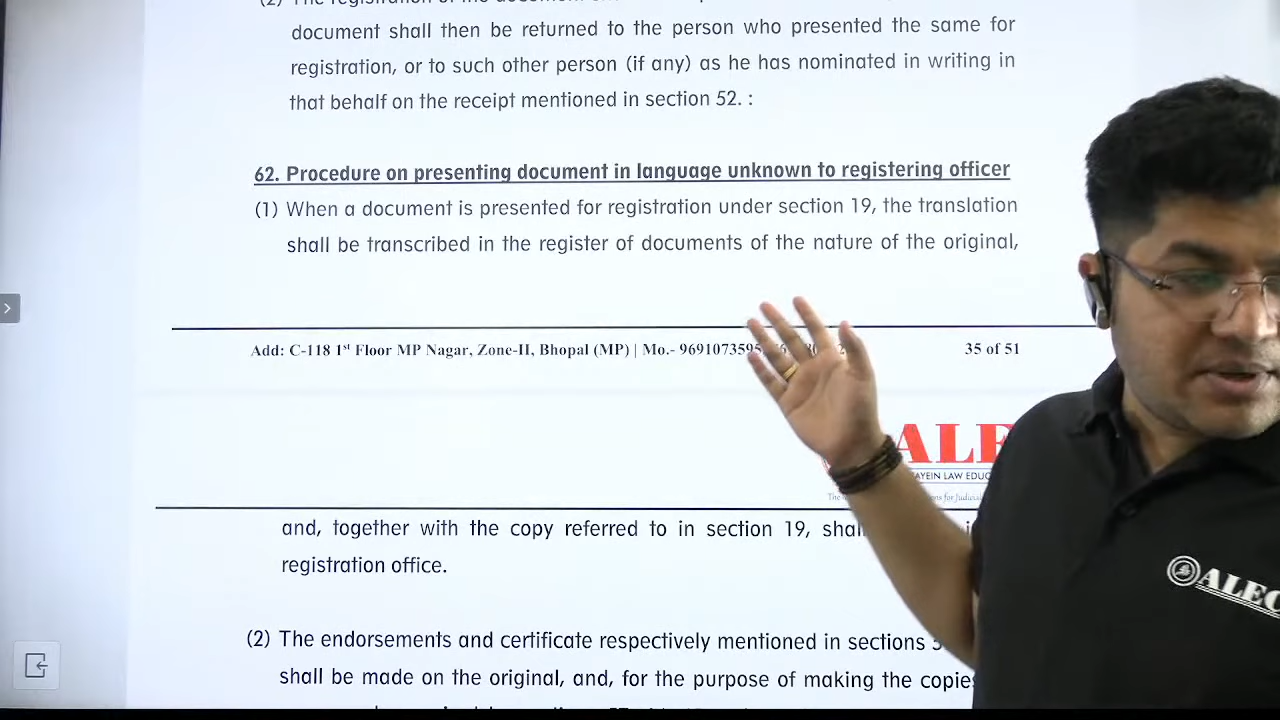 document shall then be returned to the person who presented the same for
registration, or to such other person (if any) as he has nominated in writing in
that behalf on the receipt mentioned in section 52. :
62. Procedure on presenting document in language unknown to registering officer
(1) When a document is presented for registration under section 19, the translation
shall be transcribed in the register of documents of the nature of the original,
Add: C-118 1st Floor MP Nagar, Zone-II, Bhopal (MP) | Mo.- 9691073595
35 of 51
and, together with the copy referred to in section 19, shall
registration office.
(2) The endorsements and certificate respectively mentioned in sections
shall be made on the original, and, for the purpose of making the copies
ALEC